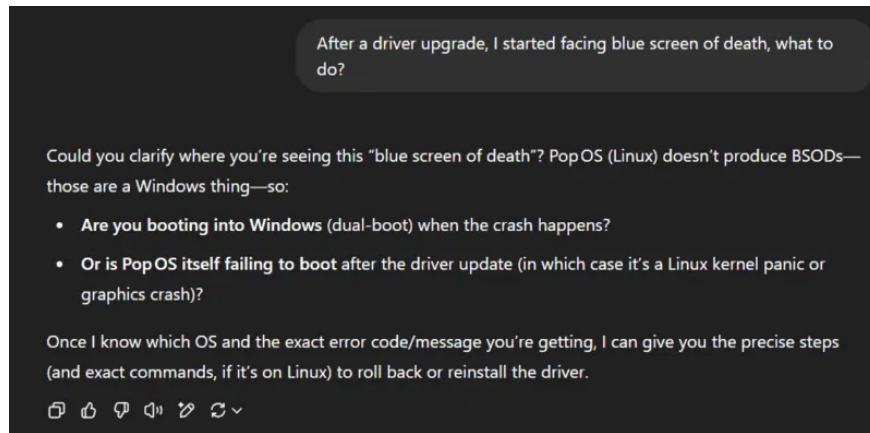 After a driver upgrade, I started facing blue screen of death, what to
do?
Could you clarify where you’re seeing this “blue screen of death”? Pop OS (Linux) doesn’t produce BSODs—
those are a Windows thing—so:
• Are you booting into Windows (dual-boot) when the crash happens?
• Or is Pop OS itself failing to boot after the driver update (in which case it’s a Linux kernel panic or
graphics crash)?
Once I know which OS and the exact error code/message you’re getting, I can give you the precise steps
(and exact commands, if it’s on Linux) to roll back or reinstall the driver.